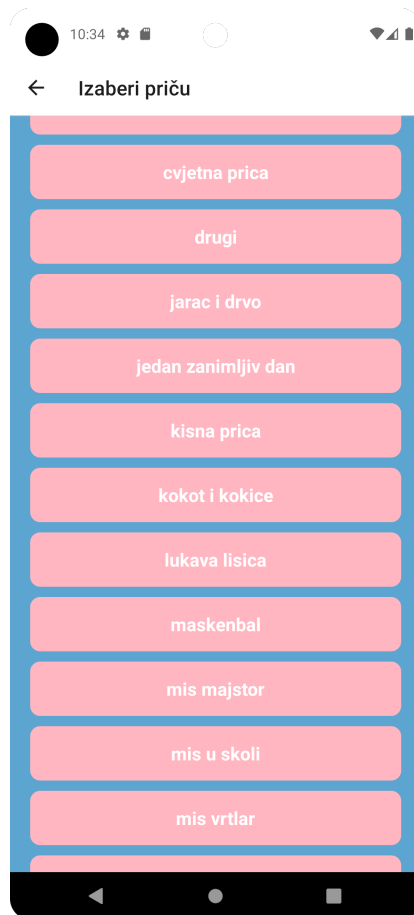 10:34
Izaberi priču
cvjetna prica
drugi
jarac i drvo
jedan zanimljiv dan
kisna prica
kokot i kokice
lukava lisica
maskenbal
mis majstor
mis u skoli
mis vrtlar